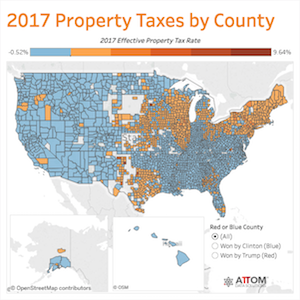 2017 Property Taxes by County
2017 Effective Property Tax Rate
-0.52%
9.64%
Red or Blue County
(All)
Won by Clinton (Blue)
Won by Trump (Red)
© OpenStreetMap contributors
ATTOM